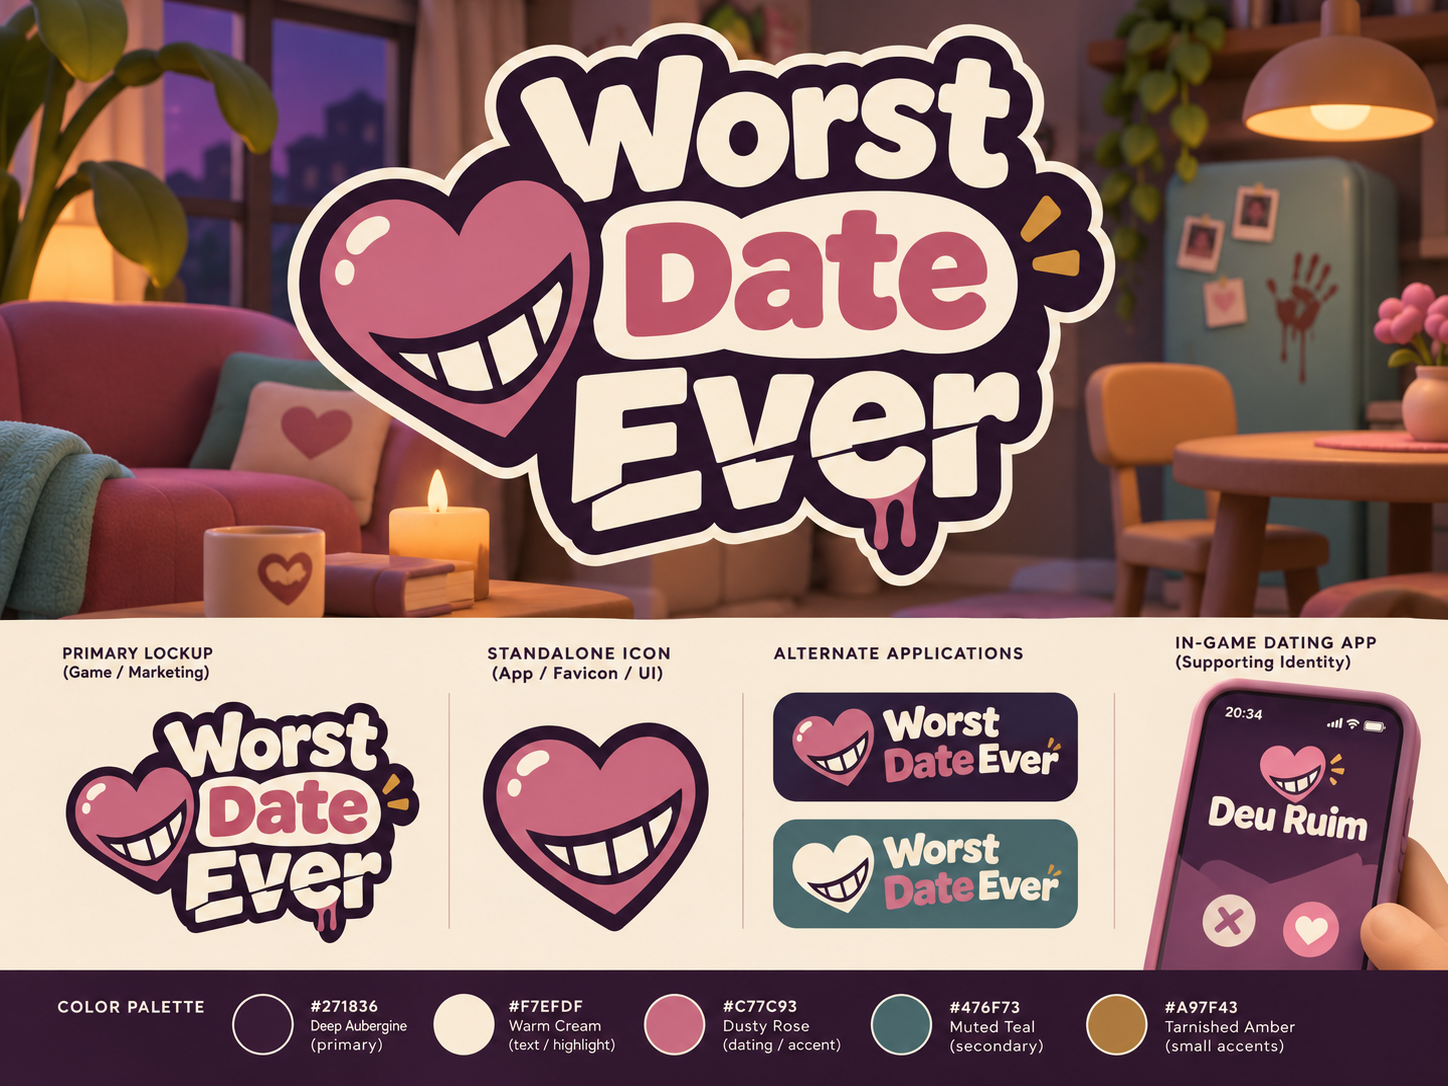 Worst
Date
Ever
PRIMARY LOCKUP
(Game / Marketing)
Worst
Date
Ever
STANDALONE ICON
(App / Favicon / UI)
ALTERNATE APPLICATIONS
Worst
Date Ever
Worst
Date Ever
IN-GAME DATING APP
(Supporting Identity)
20:34
Deu Ruim
COLOR PALETTE
#271836
Deep Aubergine
(primary)
#F7EFDF
Warm Cream
(text / highlight)
#C77C93
Dusty Rose
(dating / accent)
#476F73
Muted Teal
(secondary)
#A97F43
Tarnished Amber
(small accents)